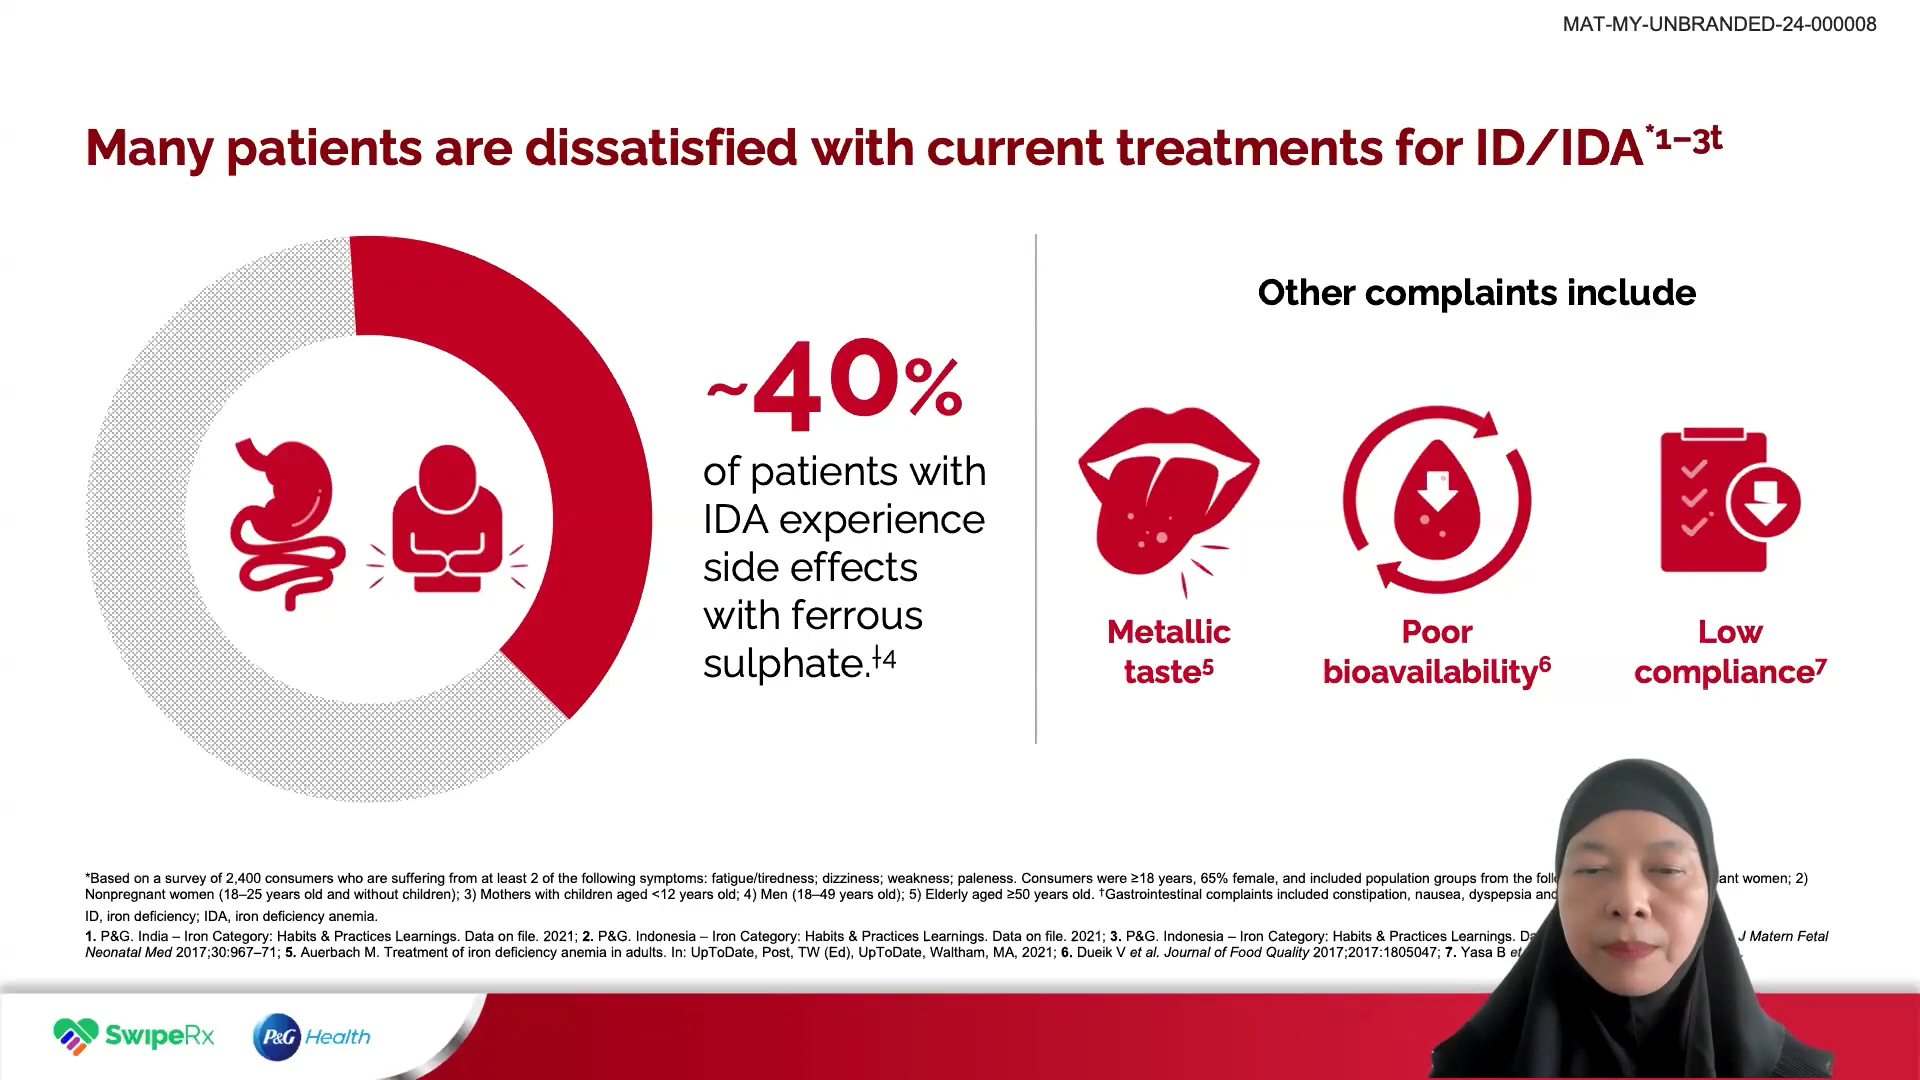 MAT-MY-UNBRANDED-24-000008
Many patients are dissatisfied with current treatments for ID/IDA*1–3t
~40%
of patients with
IDA experience
side effects
with ferrous
sulphate.‡4
Other complaints include
Metallic
taste5
Poor
bioavailability6
Low
compliance7
*Based on a survey of 2,400 consumers who are suffering from at least 2 of the following symptoms: fatigue/tiredness; dizziness; weakness; paleness. Consumers were ≥18 years, 65% female, and included population groups from the women; 2)
Nonpregnant women (18–25 years old and without children); 3) Mothers with children aged <12 years old; 4) Men (18–49 years old); 5) Elderly aged ≥50 years old. †Gastrointestinal complaints included constipation, nausea, dyspepsia and
ID, iron deficiency; IDA, iron deficiency anemia.
1. P&G. India – Iron Category: Habits & Practices Learnings. Data on file. 2021; 2. P&G. Indonesia – Iron Category: Habits & Practices Learnings. Data on file. 2021; 3. P&G. Indonesia – Iron Category: Habits & Practices Learnings. J Matern Fetal
Neonatal Med 2017;30:967–71; 5. Auerbach M. Treatment of iron deficiency anemia in adults. In: UpToDate, Post, TW (Ed), UpToDate, Waltham, MA, 2021; 6. Dueik V et al. Journal of Food Quality 2017;2017:1805047; 7. Yasa B et
SwipeRx P&G Health